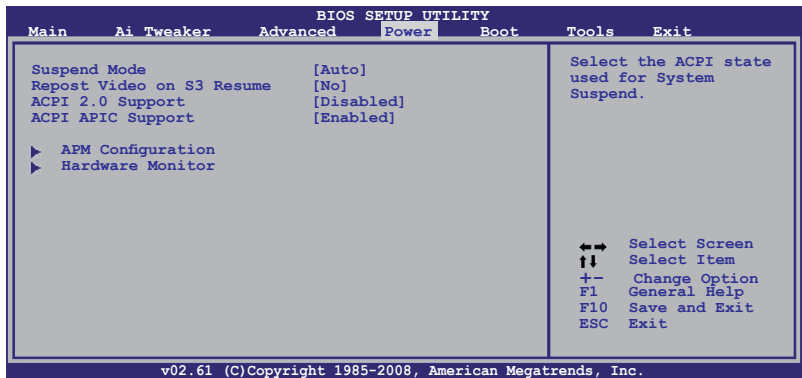 BIOS SETUP UTILITY
Main Ai Tweaker Advanced Power Boot Tools Exit
Suspend Mode [Auto]
Repost Video on S3 Resume [No]
ACPI 2.0 Support [Disabled]
ACPI APIC Support [Enabled]
APM Configuration
Hardware Monitor
Select the ACPI state
used for System
Suspend.
←→ Select Screen
↑↓ Select Item
+- Change Option
F1 General Help
F10 Save and Exit
ESC Exit
v02.61 (C)Copyright 1985-2008, American Megatrends, Inc.